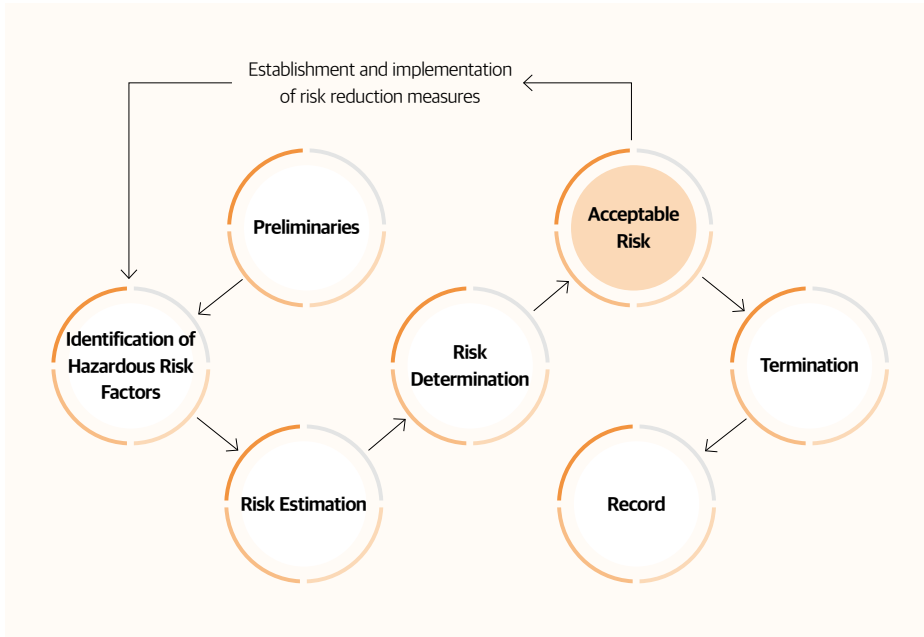 Establishment and implementation
of risk reduction measures
Preliminaries
Acceptable
Risk
Identification of
Hazardous Risk
Factors
Risk
Determination
Termination
Risk Estimation
Record